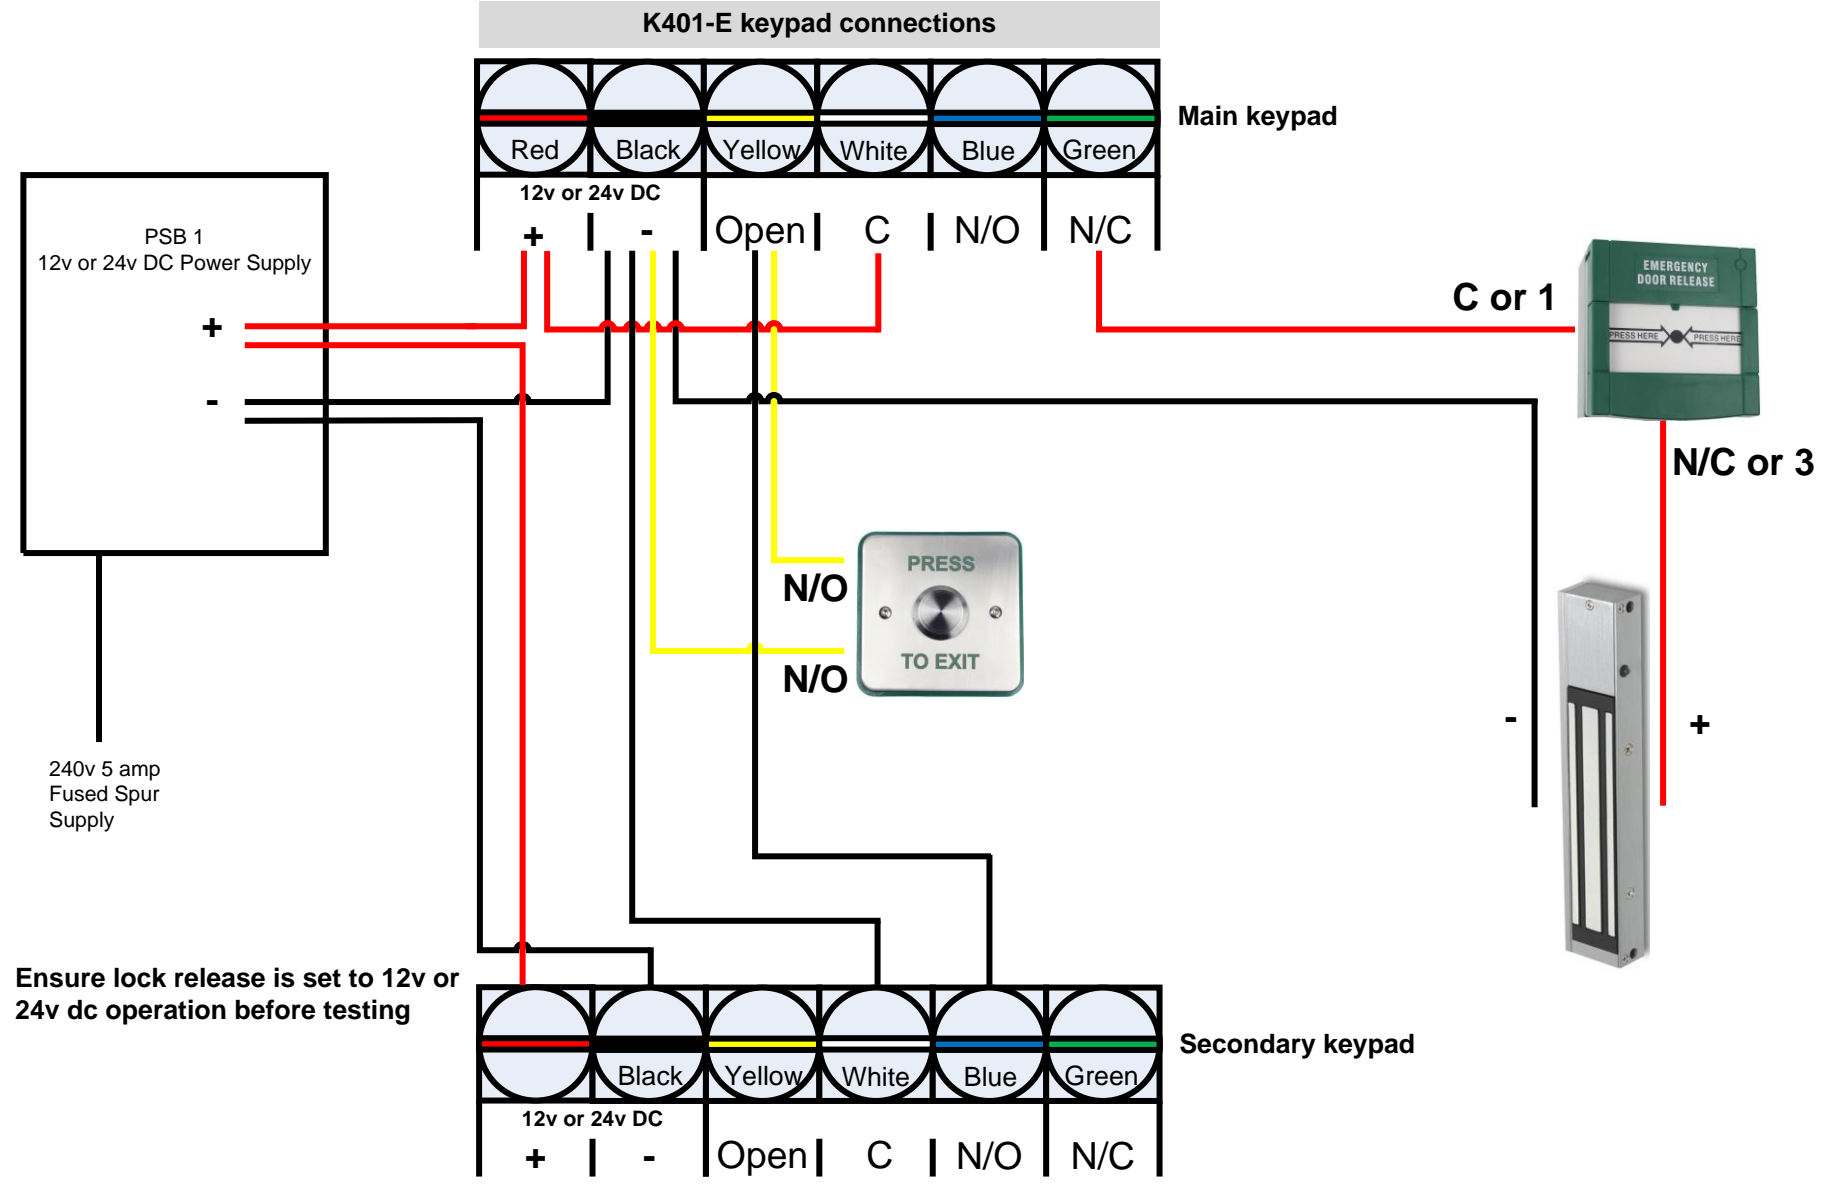 K401-E keypad connections
Main keypad
Red Black Yellow White Blue Green
12v or 24v DC
+ - Open C N/O N/C
PSB 1
12v or 24v DC Power Supply
+
-
EMERGENCY
DOOR RELEASE
PRESS HERE PRESS HERE
C or 1
N/C or 3
PRESS
TO EXIT
N/O
N/O
-
+
240v 5 amp
Fused Spur
Supply
Ensure lock release is set to 12v or
24v dc operation before testing
Secondary keypad
Black Yellow White Blue Green
12v or 24v DC
+ - Open C N/O N/C